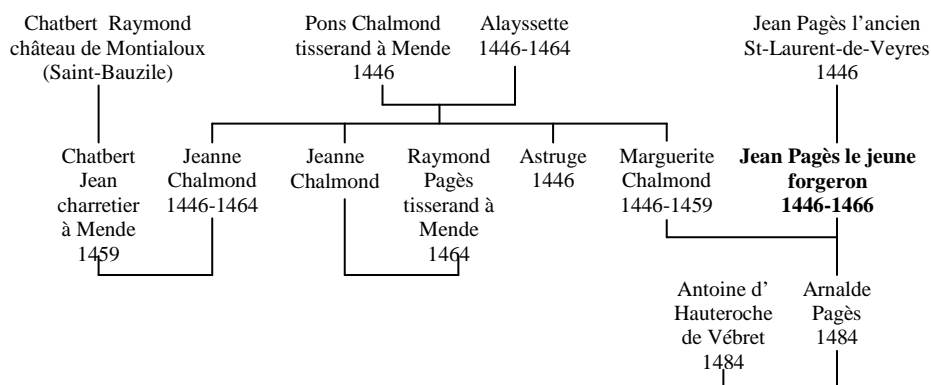 Chatbert Raymond
château de Montialoux
(Saint-Bauzile)
Pons Chalmond
tisserand à Mende
1446
Alayssette
1446-1464
Jean Pagès l'ancien
St-Laurent-de-Veyres
1446
Chatbert
Jean
charretier
à Mende
1459
Jeanne
Chalmond
1446-1464
Jeanne
Chalmond
Raymond
Pagès
tisserand à
Mende
1464
Astruge
1446
Marguerite
Chalmond
1446-1459
Jean Pagès le jeune
forgeron
1446-1466
Antoine d'
Hauteroche
de Vébret
1484
Arnalde
Pagès
1484